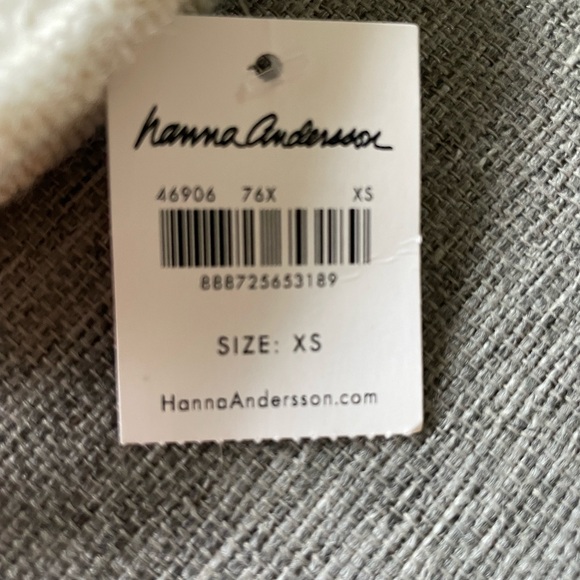 hanna Andersson
46906 76X XS
888725653189
SIZE: XS
HannaAndersson.com